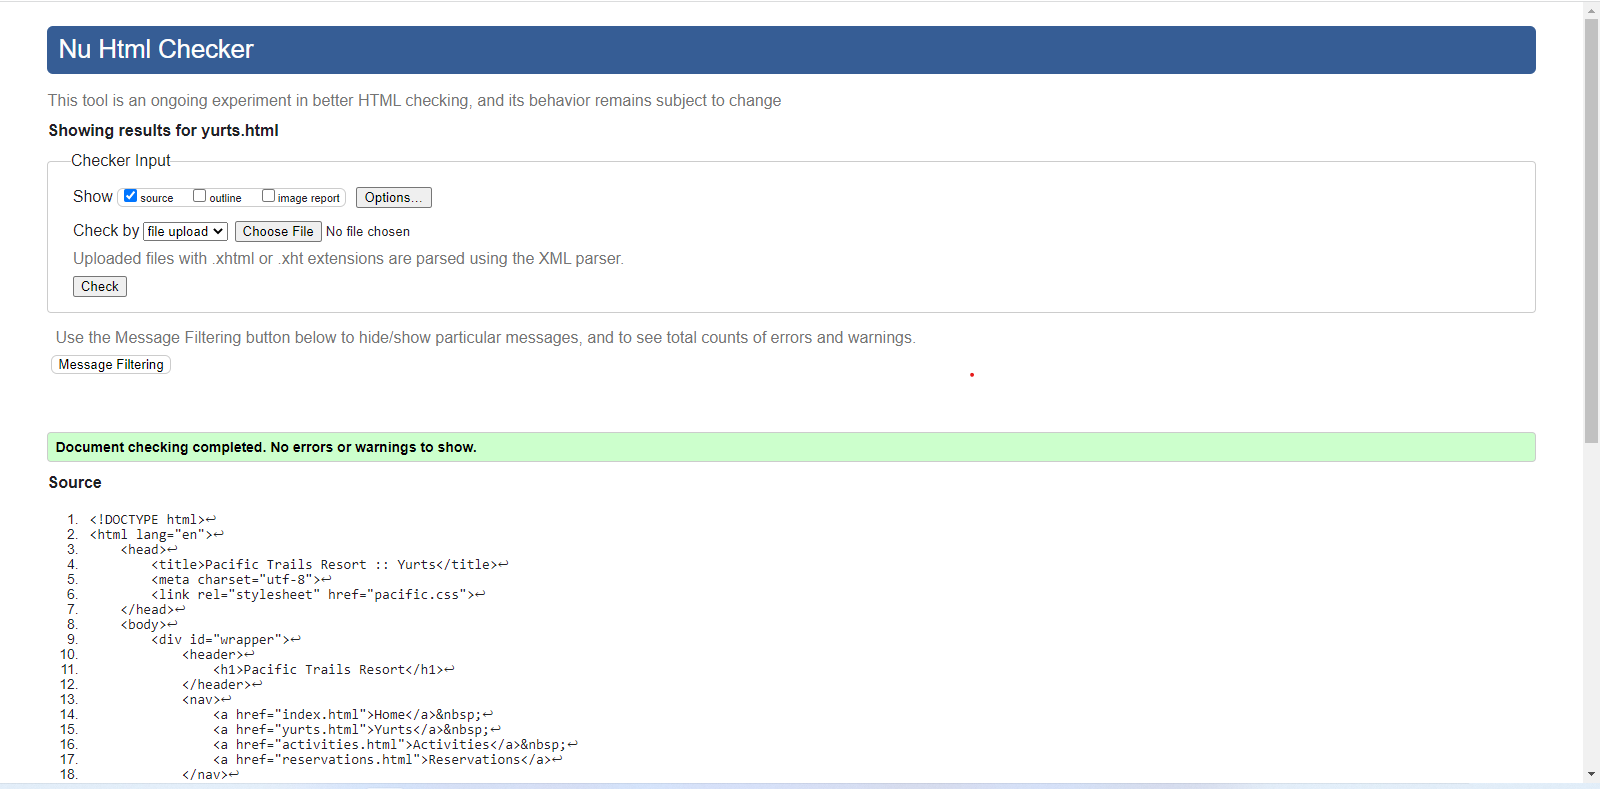 Nu Html Checker
This tool is an ongoing experiment in better HTML checking, and its behavior remains subject to change
Showing results for yurts.html
Checker Input
Show source outline image report Options...
Check by file upload Choose File No file chosen
Uploaded files with .xhtml or .xht extensions are parsed using the XML parser.
Check
Use the Message Filtering button below to hide/show particular messages, and to see total counts of errors and warnings.
Message Filtering
Document checking completed. No errors or warnings to show.
Source
1. <!DOCTYPE html>↩
2. <html lang="en">↩
3. <head>↩
4. <title>Pacific Trails Resort :: Yurts</title>↩
5. <meta charset="utf-8">↩
6. <link rel="stylesheet" href="pacific.css">↩
7. </head>↩
8. <body>↩
9. <div id="wrapper">↩
10. <header>↩
11. <h1>Pacific Trails Resort</h1>↩
12. </header>↩
13. <nav>↩
14. <a href="index.html">Home</a>&nbsp;↩
15. <a href="yurts.html">Yurts</a>&nbsp;↩
16. <a href="activities.html">Activities</a>&nbsp;↩
17. <a href="reservations.html">Reservations</a>↩
18. </nav>↩